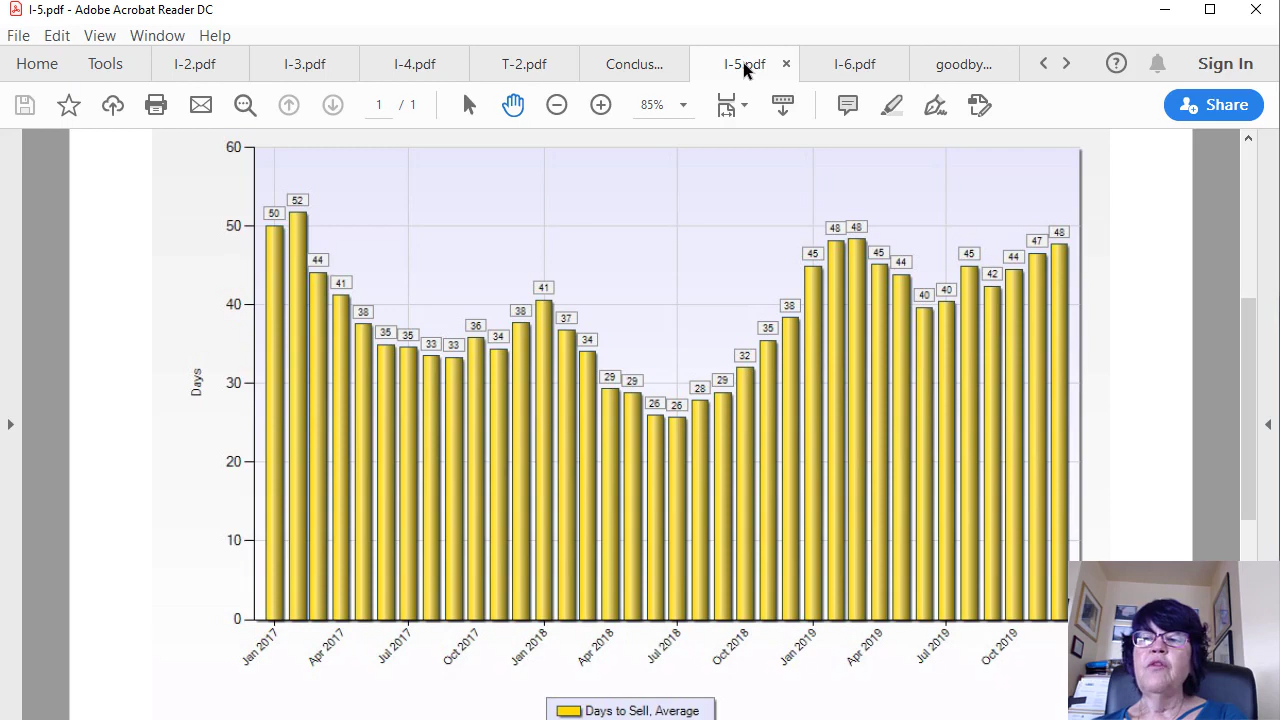 I-5.pdf - Adobe Acrobat Reader DC
File Edit View Window Help
Home Tools I-2.pdf I-3.pdf I-4.pdf T-2.pdf Conclus... I-5.pdf I-6.pdf goodby... Sign In
1 / 1 85% Share
60
50
40
30
20
10
0
Days
50 52 44 41 38 35 35 33 33 36 34 38 41 37 34 29 29 26 26 28 29 32 35 38 45 48 48 45 44 40 40 45 42 44 47 48
Jan 2017 Apr 2017 Jul 2017 Oct 2017 Jan 2018 Apr 2018 Jul 2018 Oct 2018 Jan 2019 Apr 2019 Jul 2019 Oct 2019
Days to Sell, Average